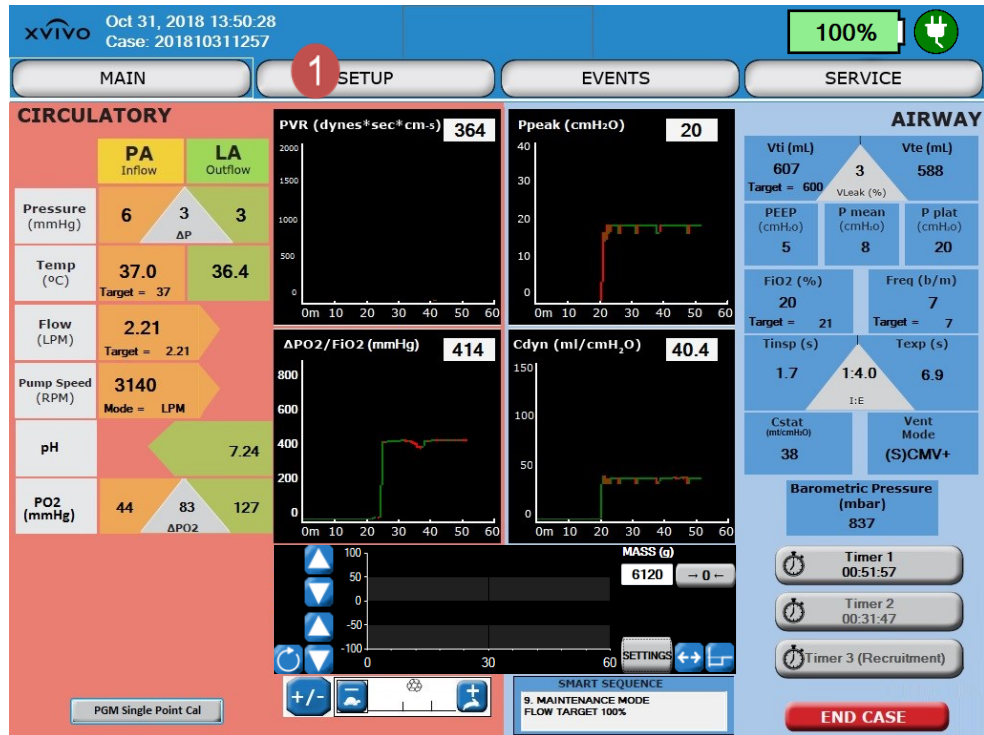 xvivo
Oct 31, 2018 13:50:28
Case: 201810311257
100%
MAIN
1
SETUP
EVENTS
SERVICE
CIRCULATORY
PA
Inflow
LA
Outflow
Pressure
(mmHg)
6
3
ΔP
3
Temp
(ºC)
37.0
Target = 37
36.4
Flow
(LPM)
2.21
Target = 2.21
Pump Speed
(RPM)
3140
Mode = LPM
pH
7.24
PO2
(mmHg)
44
83
ΔPO2
127
PGM Single Point Cal
PVR (dynes*sec*cm-5) 364
2000
1500
1000
500
0
0m 10 20 30 40 50 60
Ppeak (cmH2O) 20
40
30
20
10
0
0m 10 20 30 40 50 60
ΔPO2/FiO2 (mmHg) 414
800
600
400
200
0
0m 10 20 30 40 50 60
Cdyn (ml/cmH2O) 40.4
150
100
50
0
0m 10 20 30 40 50 60
100
50
0
-50
-100
0 30 60
MASS (g)
6120
→ 0 ←
SETTINGS
+/-
SMART SEQUENCE
9. MAINTENANCE MODE
FLOW TARGET 100%
AIRWAY
Vti (mL)
607
Target = 600
3
VLeak (%)
Vte (mL)
588
PEEP
(cmH2O)
5
P mean
(cmH2O)
8
P plat
(cmH2O)
20
FiO2 (%)
20
Target = 21
Freq (b/m)
7
Target = 7
Tinsp (s)
1.7
1:4.0
I:E
Texp (s)
6.9
Cstat
(ml/cmH2O)
38
Vent
Mode
(S)CMV+
Barometric Pressure
(mbar)
837
Timer 1
00:51:57
Timer 2
00:31:47
Timer 3 (Recruitment)
END CASE